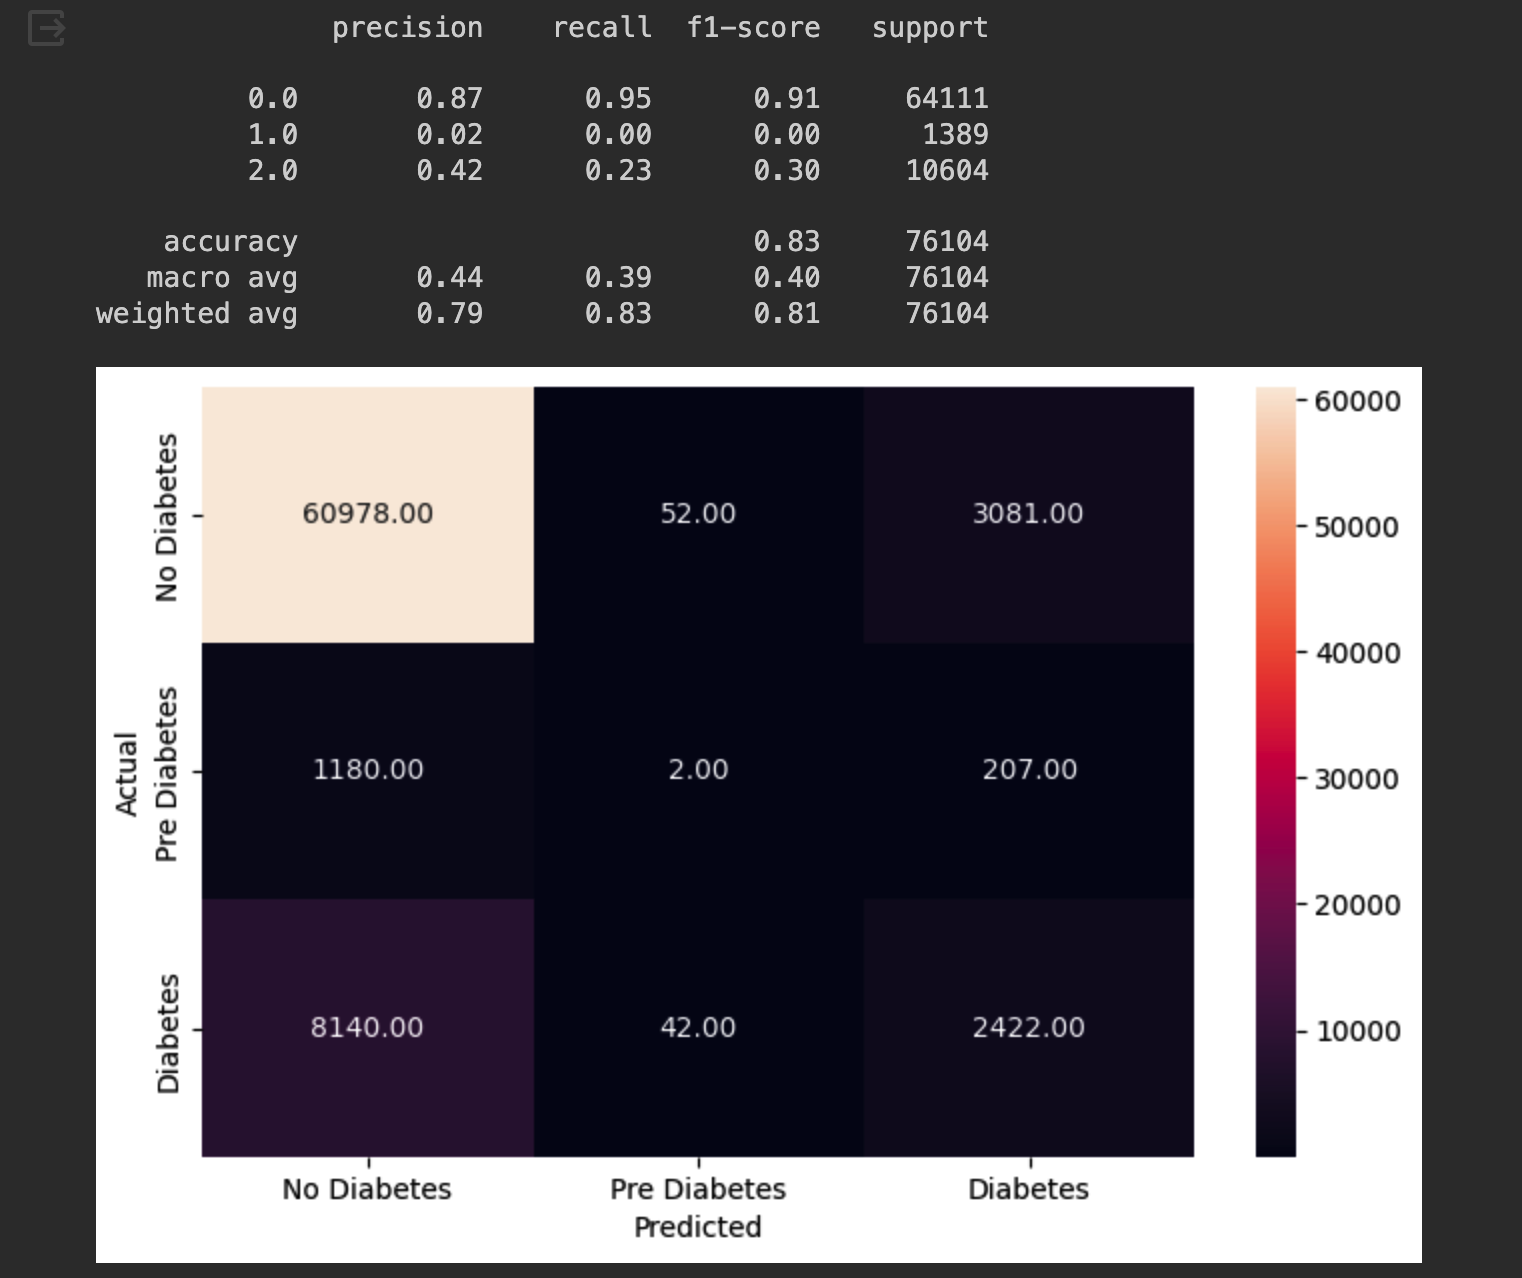 precision recall f1-score support
0.0 0.87 0.95 0.91 64111
1.0 0.02 0.00 0.00 1389
2.0 0.42 0.23 0.30 10604
accuracy 0.83 76104
macro avg 0.44 0.39 0.40 76104
weighted avg 0.79 0.83 0.81 76104
Actual
No Diabetes
60978.00 52.00 3081.00
Pre Diabetes
1180.00 2.00 207.00
Diabetes
8140.00 42.00 2422.00
No Diabetes Pre Diabetes Diabetes
Predicted
60000
50000
40000
30000
20000
10000